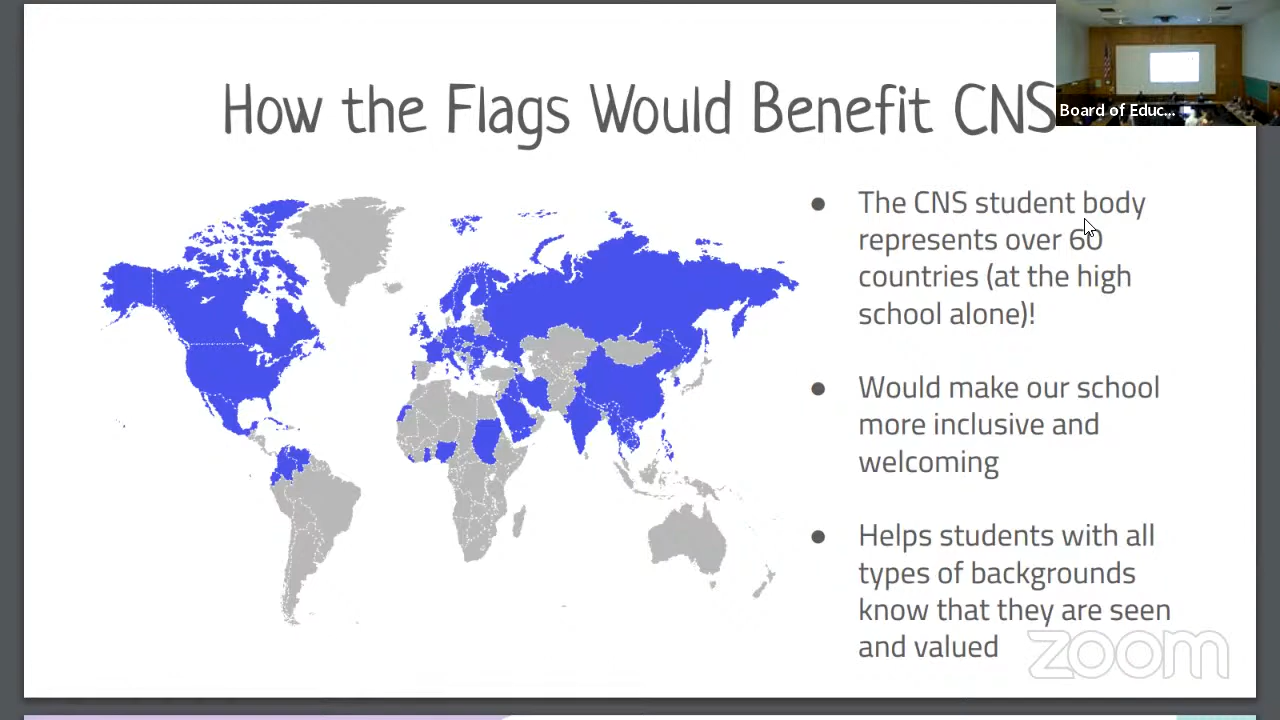 How the Flags Would Benefit CNS
Board of Educ...
The CNS student body
represents over 60
countries (at the high
school alone)!
Would make our school
more inclusive and
welcoming
Helps students with all
types of backgrounds
know that they are seen
and valued
zoom